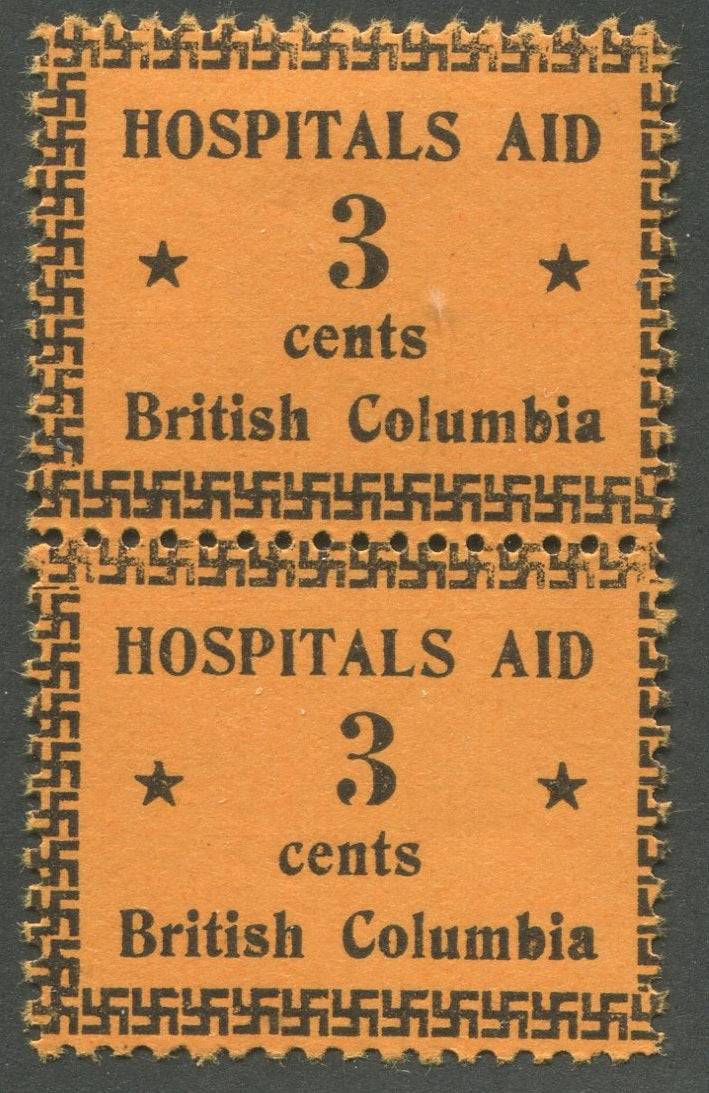 HOSPITALS AID
3
cents
British Columbia
HOSPITALS AID
3
cents
British Columbia